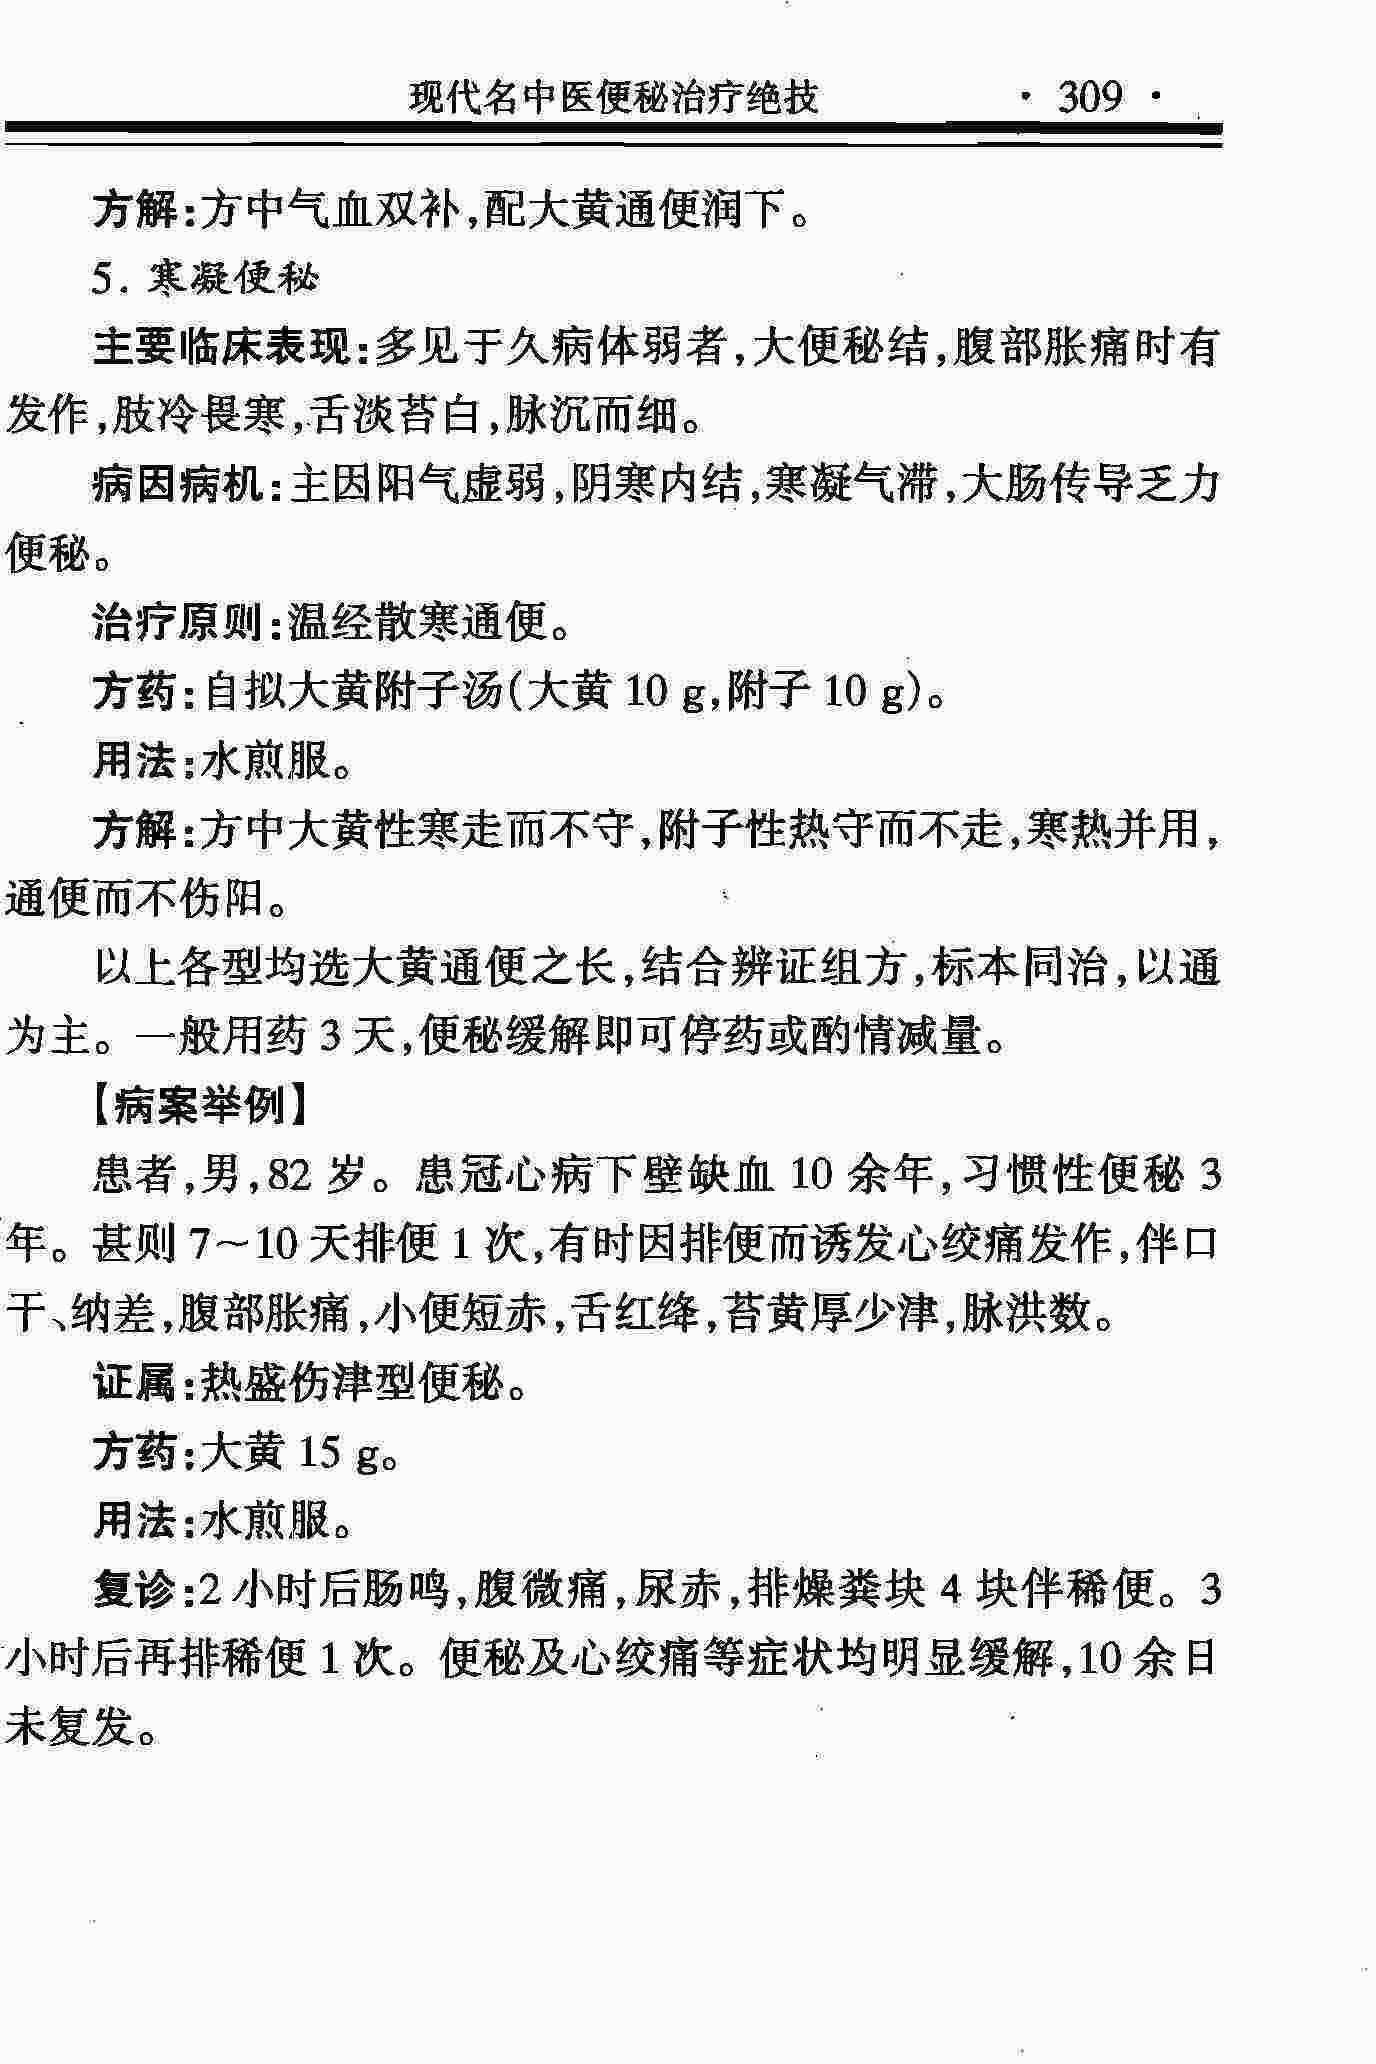 现代名中医便秘治疗绝技 · 309 ·
方解:方中气血双补,配大黄通便润下。
5. 寒凝便秘
主要临床表现:多见于久病体弱者,大便秘结,腹部胀痛时有
发作,肢冷畏寒,舌淡苔白,脉沉而细。
病因病机:主因阳气虚弱,阴寒内结,寒凝气滞,大肠传导乏力
便秘。
治疗原则:温经散寒通便。
方药:自拟大黄附子汤(大黄 10 g,附子 10 g)。
用法:水煎服。
方解:方中大黄性寒走而不守,附子性热守而不走,寒热并用,
通便而不伤阳。
以上各型均选大黄通便之长,结合辨证组方,标本同治,以通
为主。一般用药 3 天,便秘缓解即可停药或酌情减量。
【病案举例】
患者,男,82 岁。患冠心病下壁缺血 10 余年,习惯性便秘 3
年。甚则 7~10 天排便 1 次,有时因排便而诱发心绞痛发作,伴口
干、纳差,腹部胀痛,小便短赤,舌红绛,苔黄厚少津,脉洪数。
证属:热盛伤津型便秘。
方药:大黄 15 g。
用法:水煎服。
复诊:2 小时后肠鸣,腹微痛,尿赤,排燥粪块 4 块伴稀便。3
小时后再排稀便 1 次。便秘及心绞痛等症状均明显缓解,10 余日
未复发。